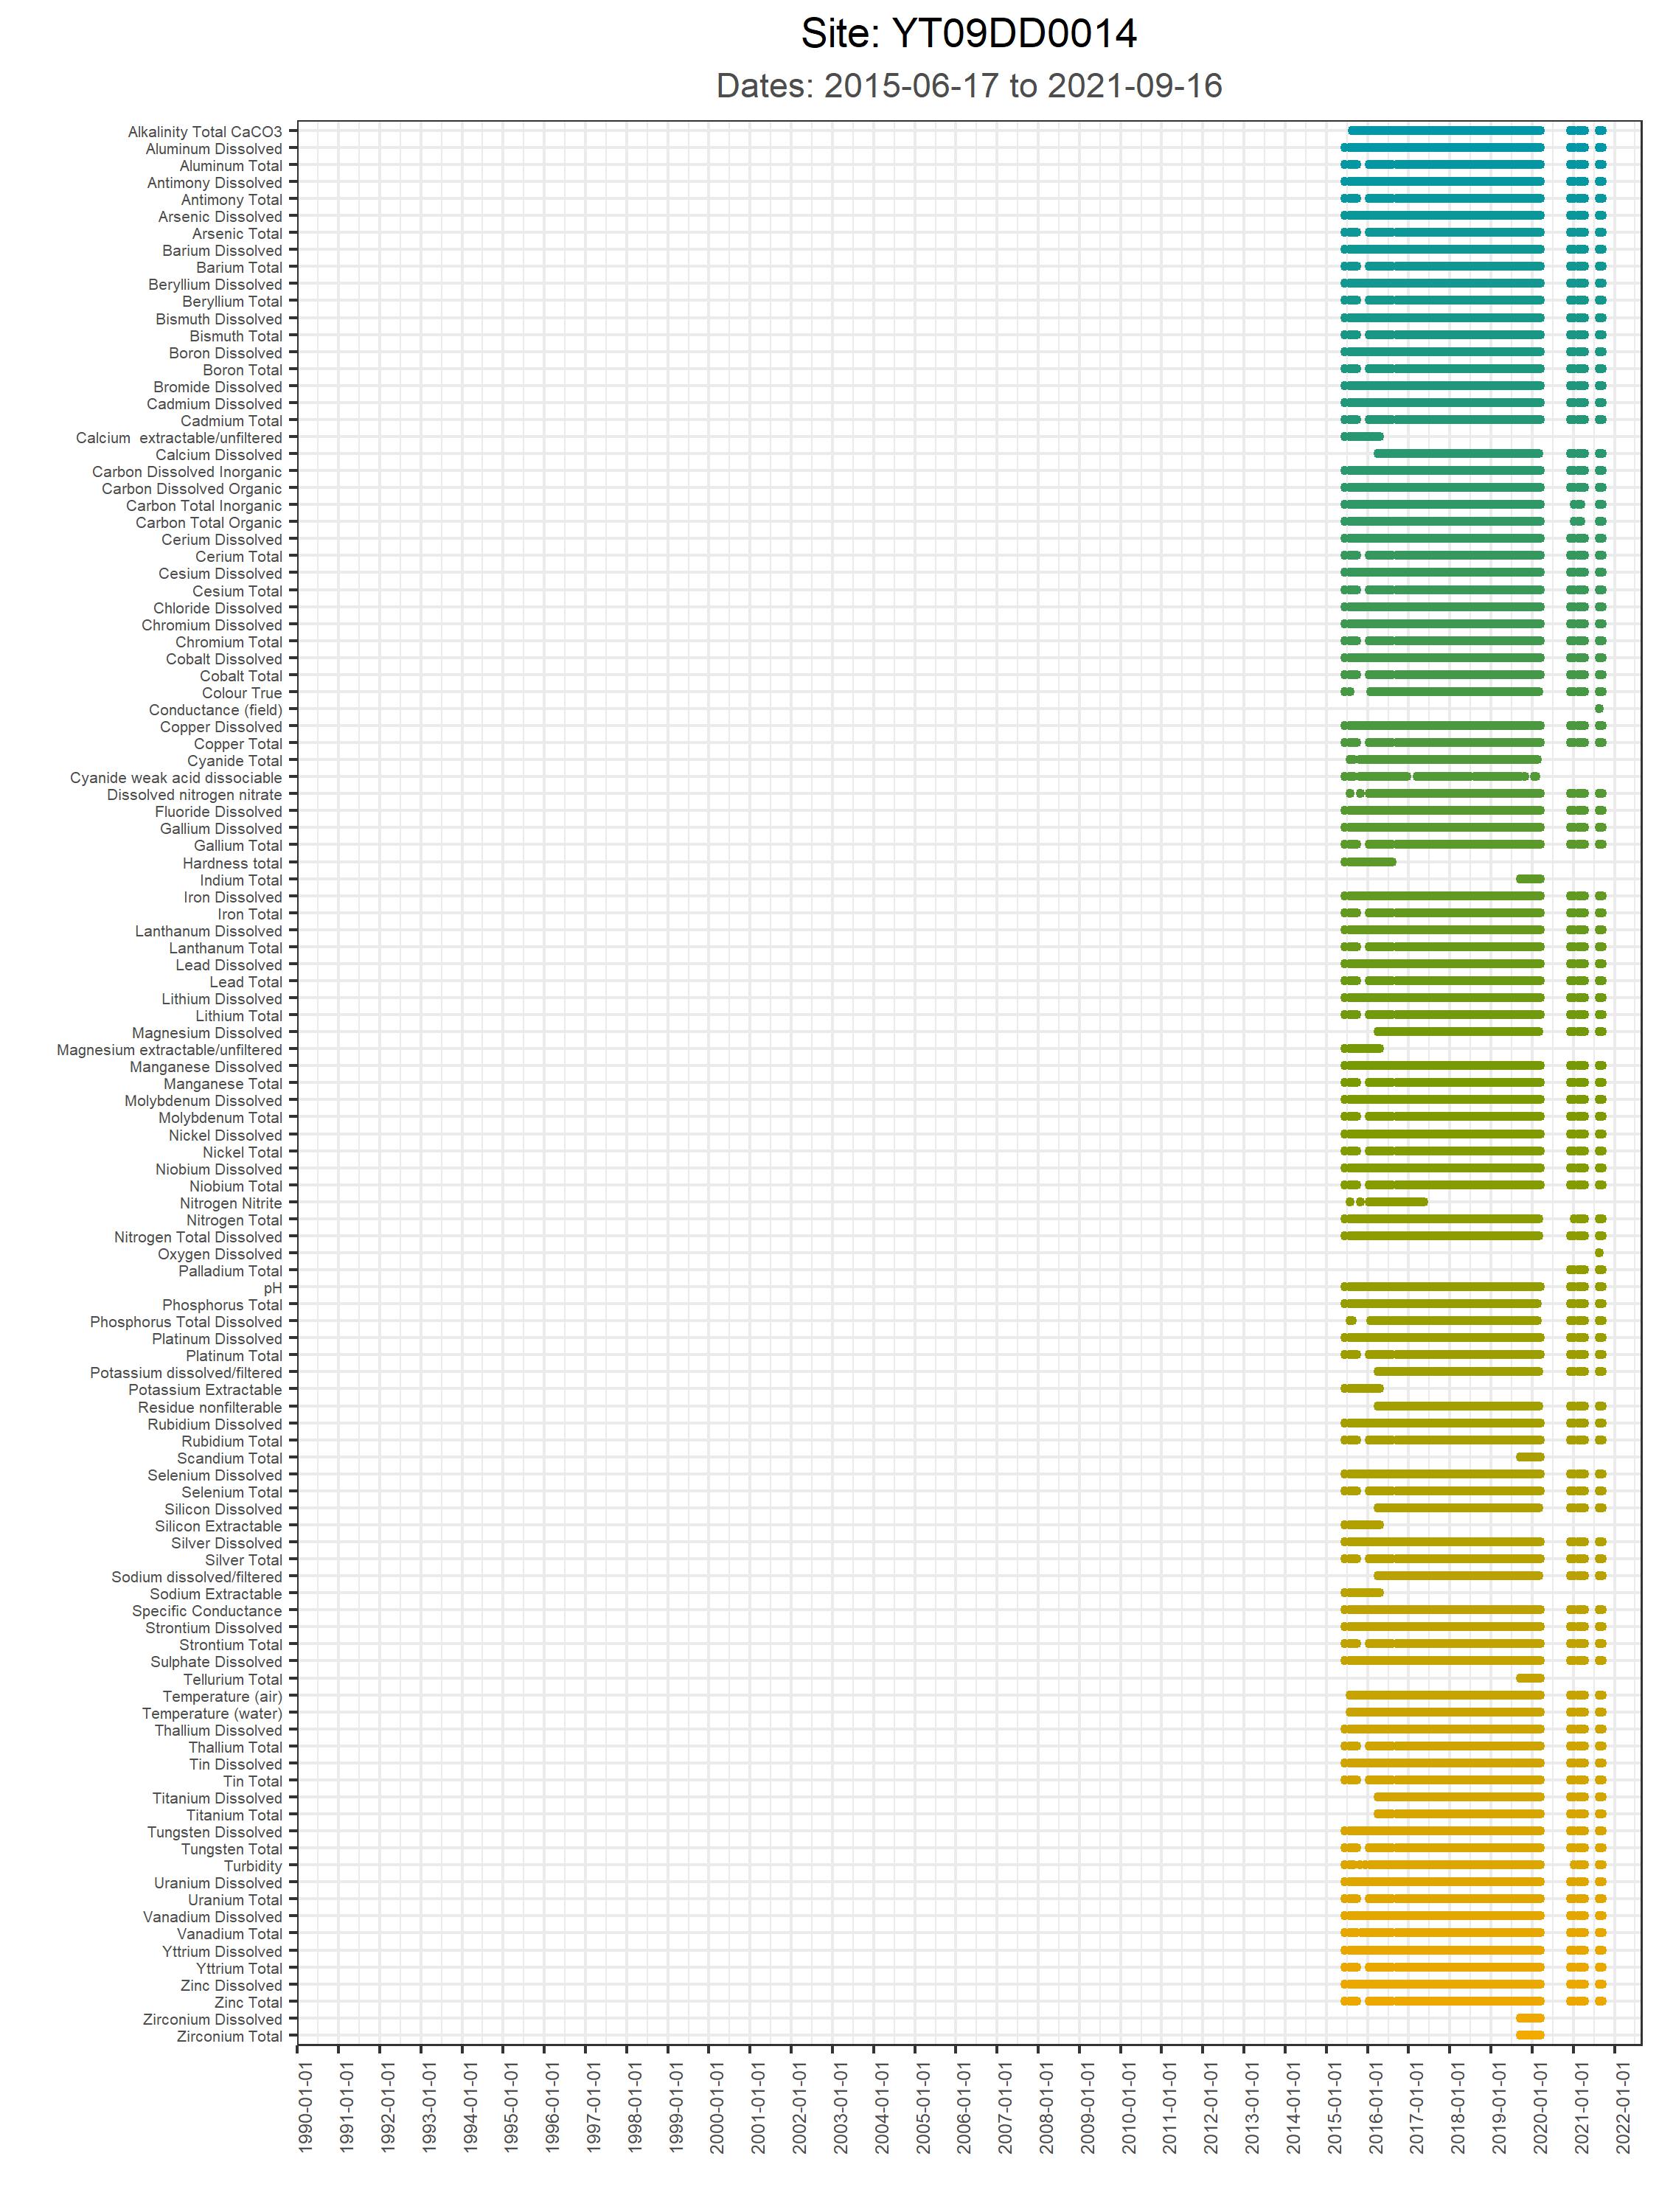 Site: YT09DD0014
Dates: 2015-06-17 to 2021-09-16
Alkalinity Total CaCO3
Aluminum Dissolved
Aluminum Total
Antimony Dissolved
Antimony Total
Arsenic Dissolved
Arsenic Total
Barium Dissolved
Barium Total
Beryllium Dissolved
Beryllium Total
Bismuth Dissolved
Bismuth Total
Boron Dissolved
Boron Total
Bromide Dissolved
Cadmium Dissolved
Cadmium Total
Calcium  extractable/unfiltered
Calcium Dissolved
Carbon Dissolved Inorganic
Carbon Dissolved Organic
Carbon Total Inorganic
Carbon Total Organic
Cerium Dissolved
Cerium Total
Cesium Dissolved
Cesium Total
Chloride Dissolved
Chromium Dissolved
Chromium Total
Cobalt Dissolved
Cobalt Total
Colour True
Conductance (field)
Copper Dissolved
Copper Total
Cyanide Total
Cyanide weak acid dissociable
Dissolved nitrogen nitrate
Fluoride Dissolved
Gallium Dissolved
Gallium Total
Hardness total
Indium Total
Iron Dissolved
Iron Total
Lanthanum Dissolved
Lanthanum Total
Lead Dissolved
Lead Total
Lithium Dissolved
Lithium Total
Magnesium Dissolved
Magnesium extractable/unfiltered
Manganese Dissolved
Manganese Total
Molybdenum Dissolved
Molybdenum Total
Nickel Dissolved
Nickel Total
Niobium Dissolved
Niobium Total
Nitrogen Nitrite
Nitrogen Total
Nitrogen Total Dissolved
Oxygen Dissolved
Palladium Total
pH
Phosphorus Total
Phosphorus Total Dissolved
Platinum Dissolved
Platinum Total
Potassium dissolved/filtered
Potassium Extractable
Residue nonfilterable
Rubidium Dissolved
Rubidium Total
Scandium Total
Selenium Dissolved
Selenium Total
Silicon Dissolved
Silicon Extractable
Silver Dissolved
Silver Total
Sodium dissolved/filtered
Sodium Extractable
Specific Conductance
Strontium Dissolved
Strontium Total
Sulphate Dissolved
Tellurium Total
Temperature (air)
Temperature (water)
Thallium Dissolved
Thallium Total
Tin Dissolved
Tin Total
Titanium Dissolved
Titanium Total
Tungsten Dissolved
Tungsten Total
Turbidity
Uranium Dissolved
Uranium Total
Vanadium Dissolved
Vanadium Total
Yttrium Dissolved
Yttrium Total
Zinc Dissolved
Zinc Total
Zirconium Dissolved
Zirconium Total
1990-01-01
1991-01-01
1992-01-01
1993-01-01
1994-01-01
1995-01-01
1996-01-01
1997-01-01
1998-01-01
1999-01-01
2000-01-01
2001-01-01
2002-01-01
2003-01-01
2004-01-01
2005-01-01
2006-01-01
2007-01-01
2008-01-01
2009-01-01
2010-01-01
2011-01-01
2012-01-01
2013-01-01
2014-01-01
2015-01-01
2016-01-01
2017-01-01
2018-01-01
2019-01-01
2020-01-01
2021-01-01
2022-01-01